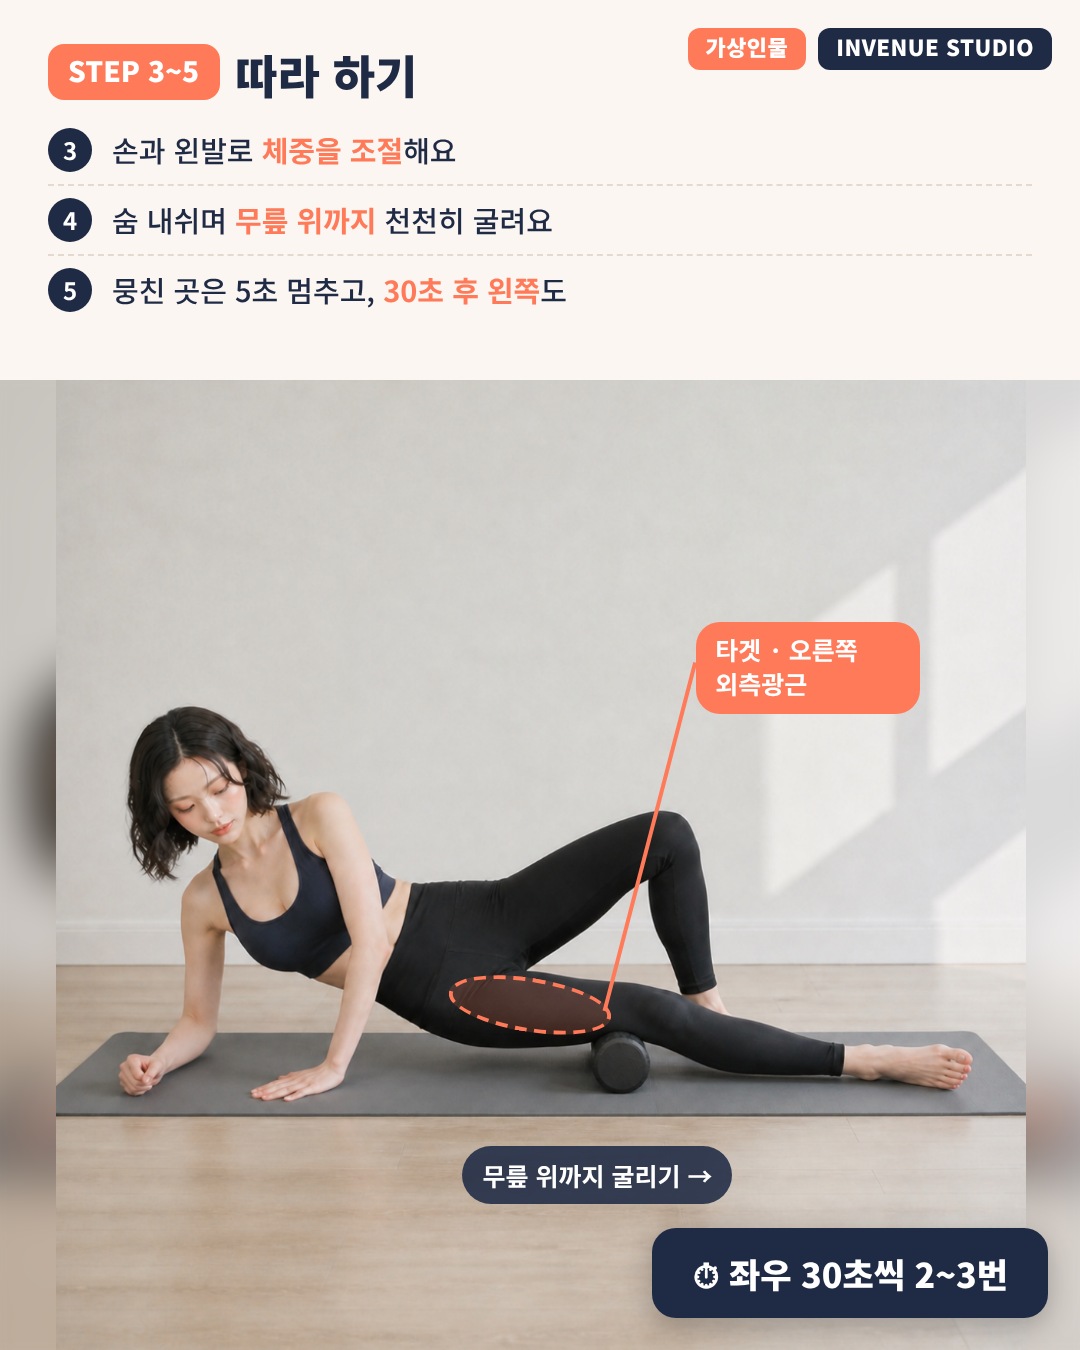 STEP 3~5 따라 하기
가상인물
INVENUE STUDIO
3 손과 왼발로 체중을 조절해요
4 숨 내쉬며 무릎 위까지 천천히 굴려요
5 뭉친 곳은 5초 멈추고, 30초 후 왼쪽도
타겟 · 오른쪽
외측광근
무릎 위까지 굴리기 →
⏱ 좌우 30초씩 2~3번